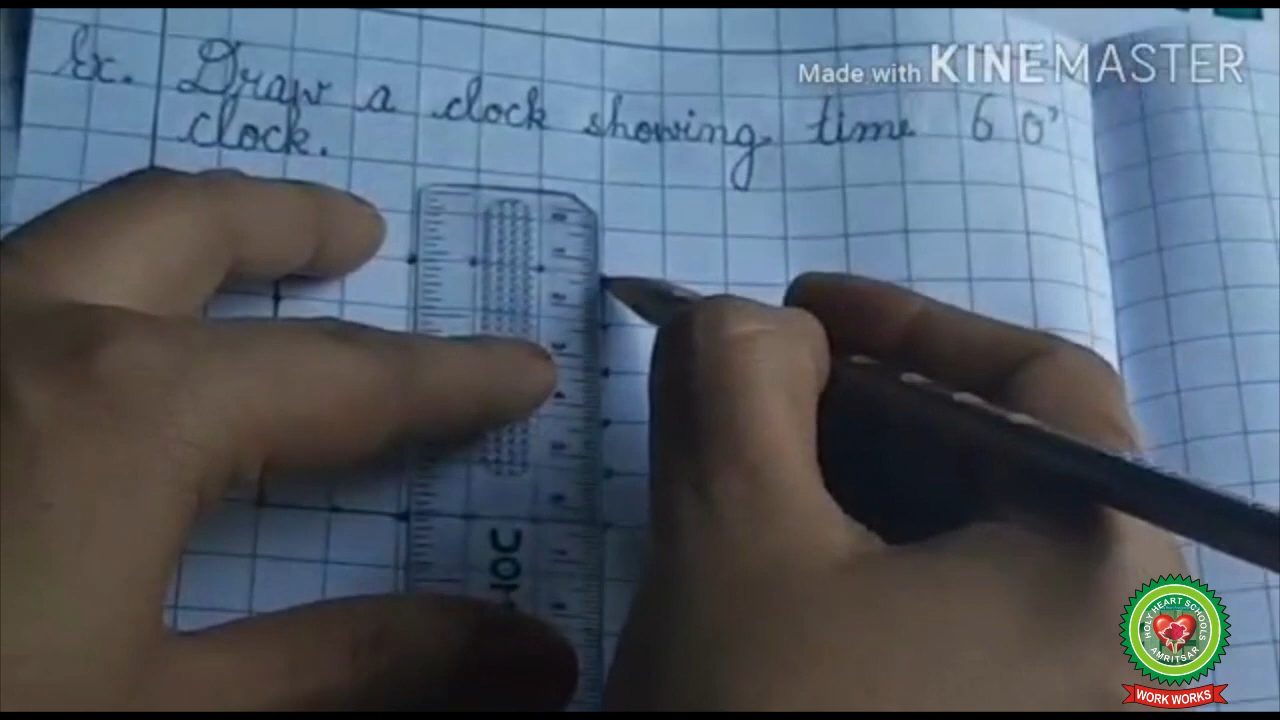 Made with KINEMASTER
Ex. Draw a clock showing time 6 O'
clock.
HOLY HEART SCHOOLS
AMRITSAR
WORK WORKS